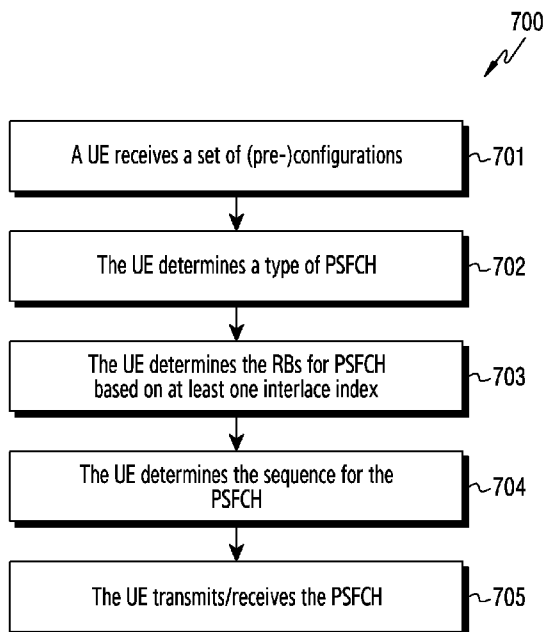 700
A UE receives a set of (pre-)configurations
701
The UE determines a type of PSFCH
702
The UE determines the RBs for PSFCH
based on at least one interlace index
703
The UE determines the sequence for the
PSFCH
704
The UE transmits/receives the PSFCH
705